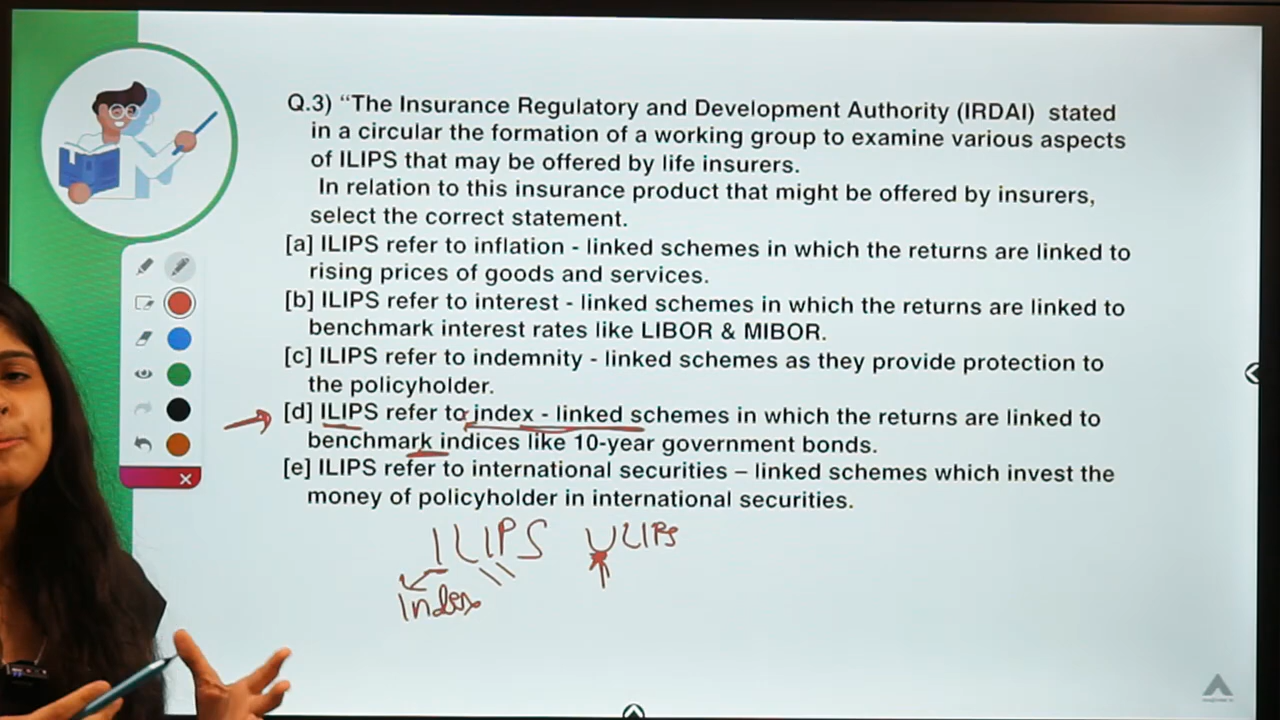 Q.3) “The Insurance Regulatory and Development Authority (IRDAI) stated
in a circular the formation of a working group to examine various aspects
of ILIPS that may be offered by life insurers.
In relation to this insurance product that might be offered by insurers,
select the correct statement.
[a] ILIPS refer to inflation - linked schemes in which the returns are linked to
rising prices of goods and services.
[b] ILIPS refer to interest - linked schemes in which the returns are linked to
benchmark interest rates like LIBOR & MIBOR.
[c] ILIPS refer to indemnity - linked schemes as they provide protection to
the policyholder.
[d] ILIPS refer to index - linked schemes in which the returns are linked to
benchmark indices like 10-year government bonds.
[e] ILIPS refer to international securities – linked schemes which invest the
money of policyholder in international securities.
ILIPS ULIPs
Index